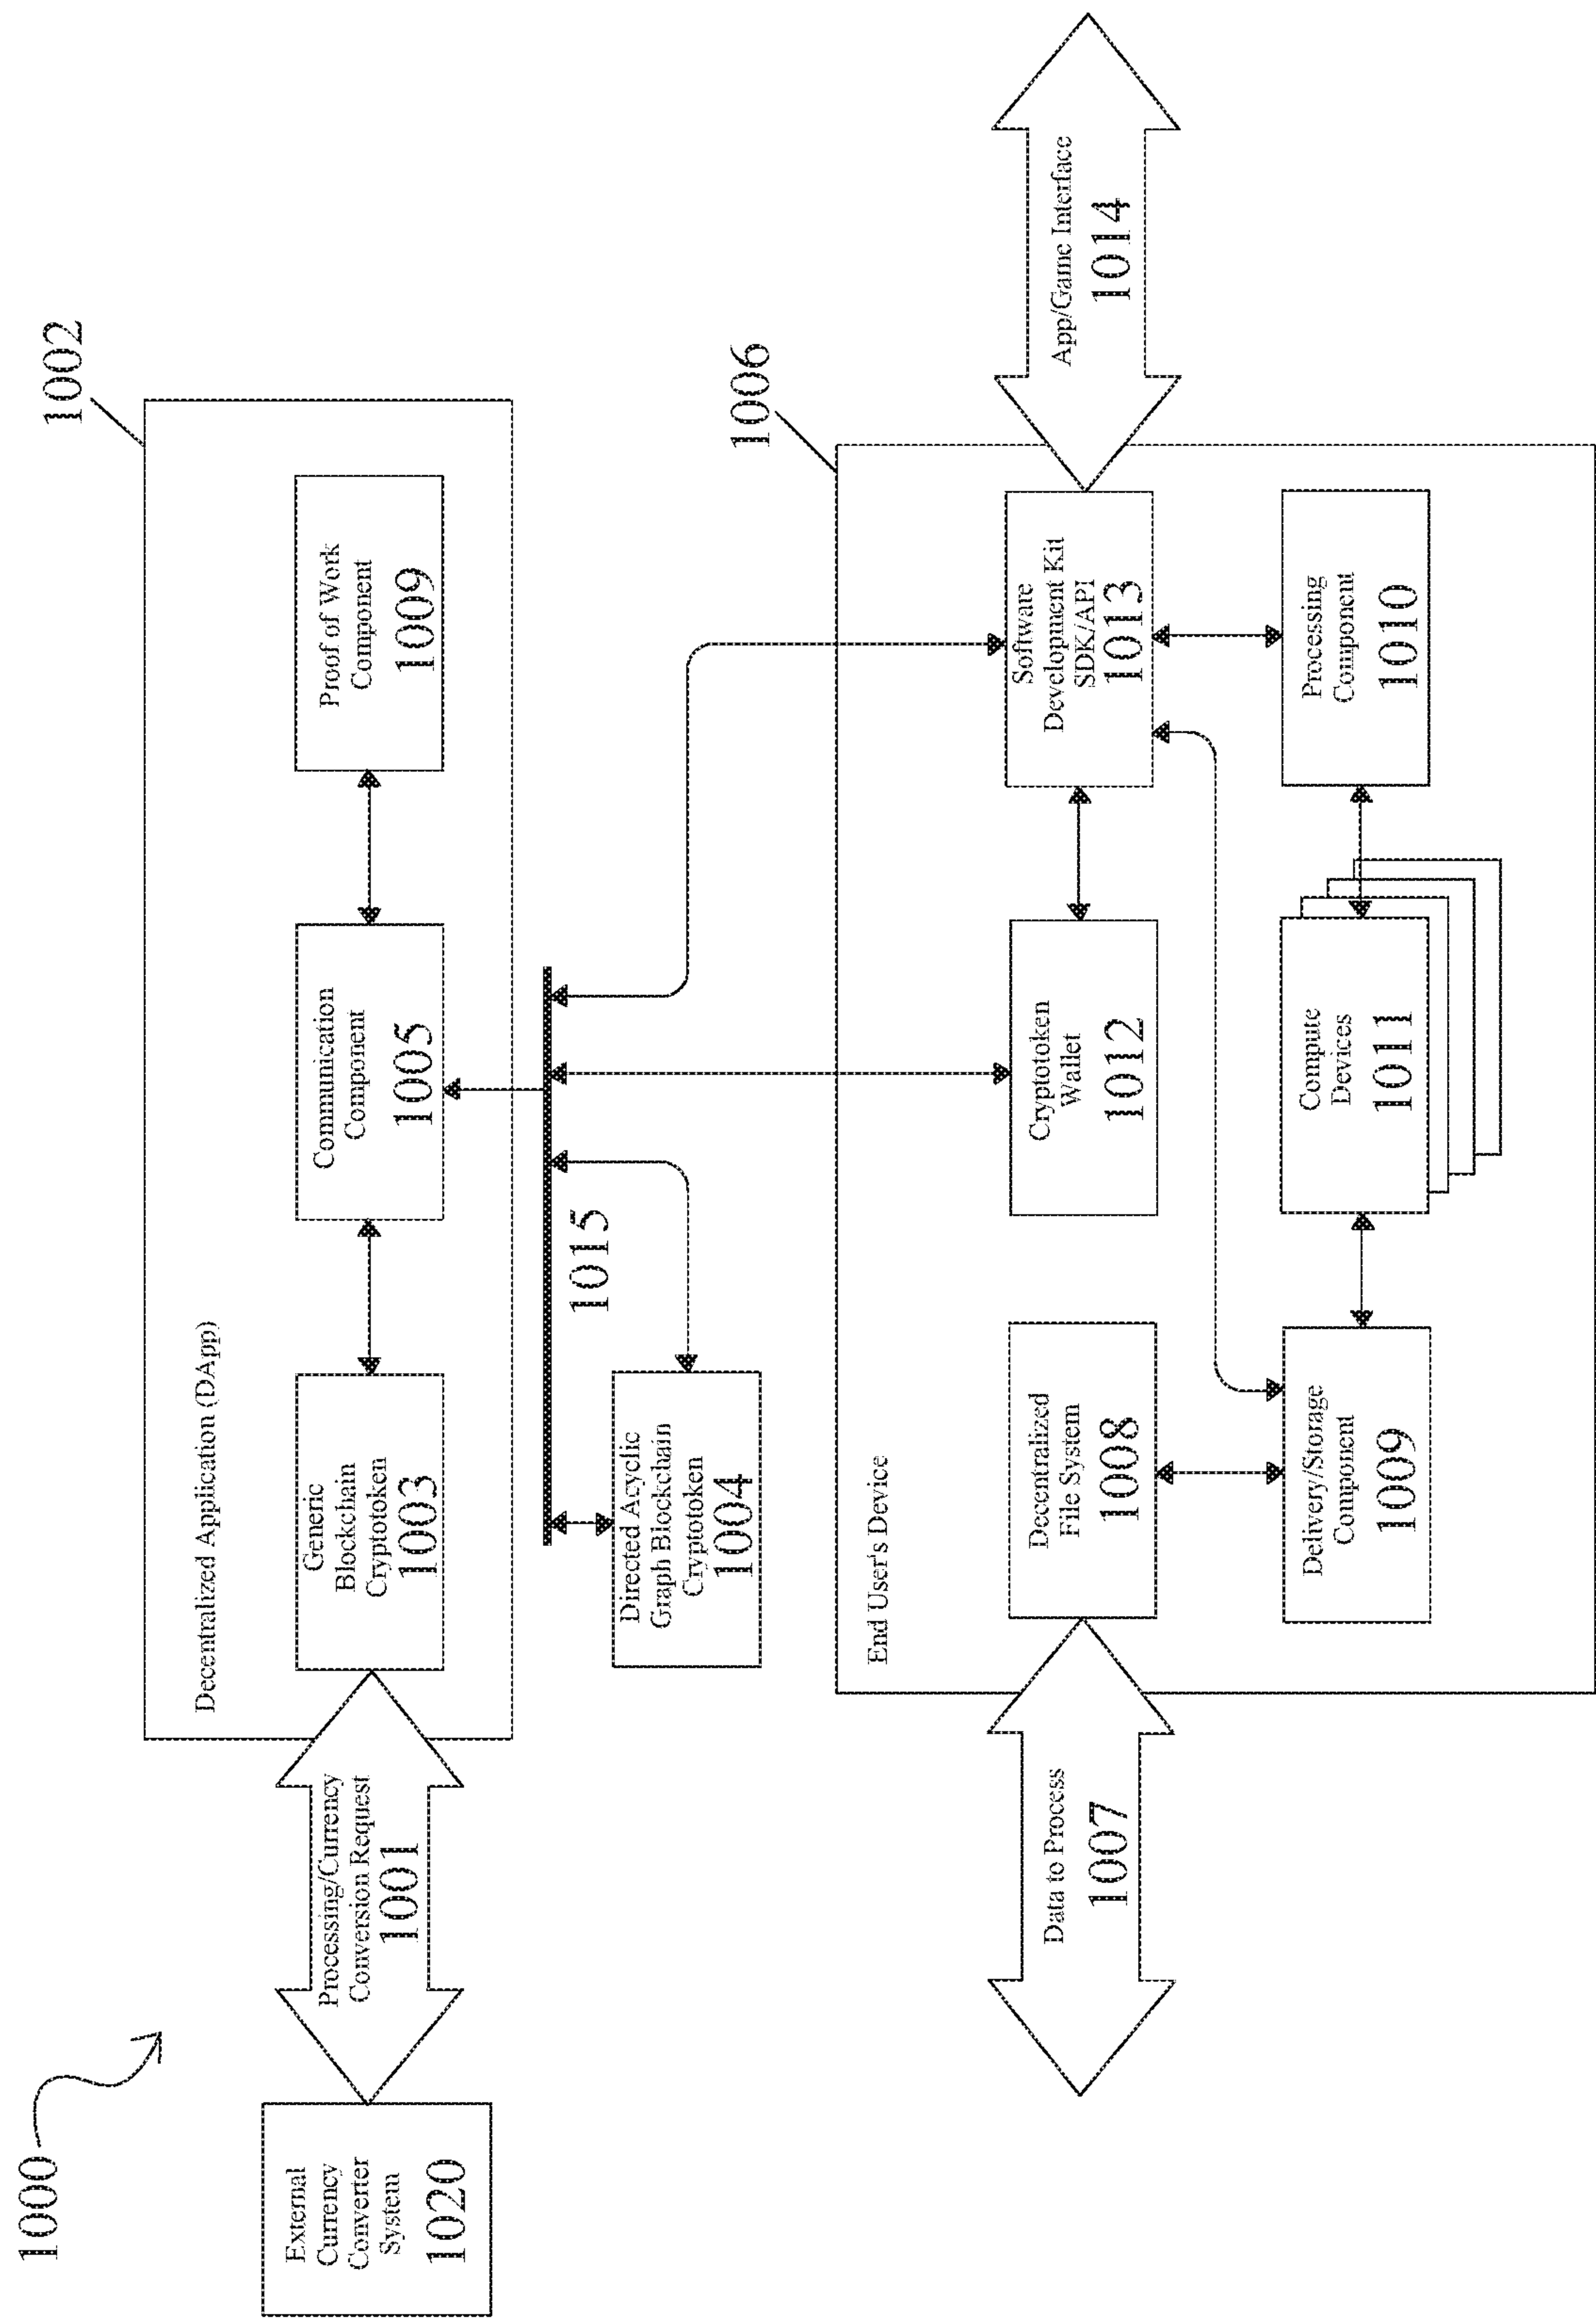 1000
External
Currency
Converter
System
1020
Processing/Currency
Conversion Request
1001
Decentralized Application (DApp)
1002
Generic
Blockchain
Cryptotoken
1003
Communication
Component
1005
Proof of Work
Component
1009
1015
Directed Acyclic
Graph Blockchain
Cryptotoken
1004
End User's Device
1006
Data to Process
1007
Decentralized
File System
1008
Cryptotoken
Wallet
1012
Software
Development Kit
SDK/API
1013
App/Game Interface
1014
Delivery/Storage
Component
1009
Compute
Devices
1011
Processing
Component
1010